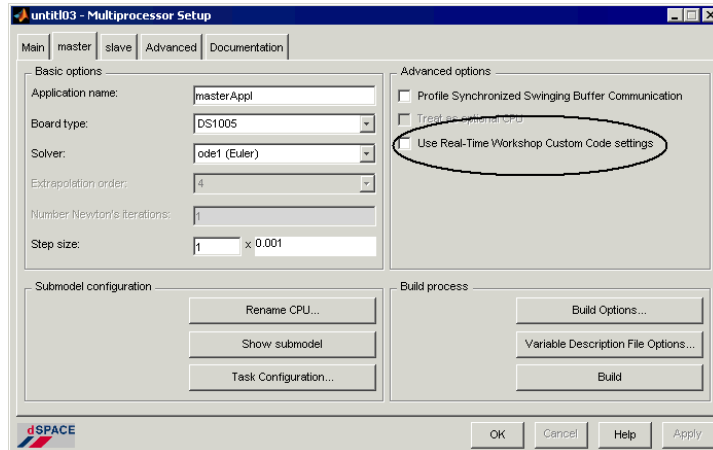 untitl03 - Multiprocessor Setup
Main master slave Advanced Documentation
Basic options
Application name: masterAppl
Board type: DS1005
Solver: ode1 (Euler)
Extrapolation order: 4
Number Newton's iterations: 1
Step size: 1 x 0.001
Advanced options
Profile Synchronized Swinging Buffer Communication
Treat as optional CPU
Use Real-Time Workshop Custom Code settings
Submodel configuration
Rename CPU...
Show submodel
Task Configuration...
Build process
Build Options...
Variable Description File Options...
Build
dSPACE
OK Cancel Help Apply